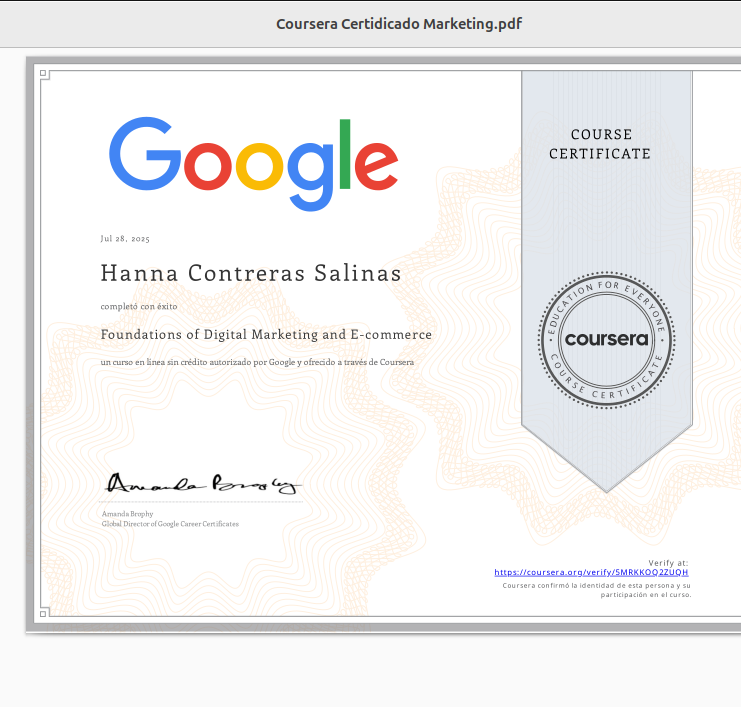 Coursera Certidicado Marketing.pdf
Google
COURSE
CERTIFICATE
Jul 28, 2025
Hanna Contreras Salinas
completó con éxito
Foundations of Digital Marketing and E-commerce
un curso en línea sin crédito autorizado por Google y ofrecido a través de Coursera
EDUCATION FOR EVERYONE
coursera
COURSE CERTIFICATE
Amanda Brophy
Amanda Brophy
Global Director of Google Career Certificates
Verify at:
https://coursera.org/verify/5MRKKOQ2ZUQH
Coursera confirmó la identidad de esta persona y su
participación en el curso.